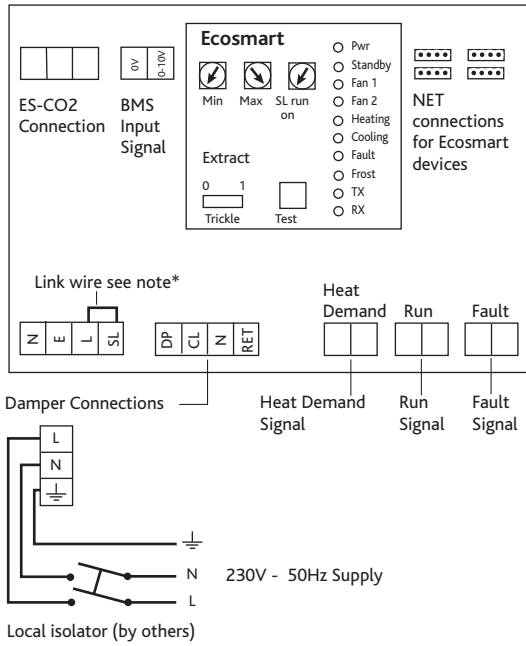 Ecosmart
Min
Max
SL run
on
Extract
0 1
Trickle
Test
Pwr
Standby
Fan 1
Fan 2
Heating
Cooling
Fault
Frost
TX
RX
ES-CO2
Connection
0V
0-10V
BMS
Input
Signal
NET
connections
for Ecosmart
devices
Link wire see note*
N E L SL
DP CL N RET
Heat
Demand
Run
Fault
Damper Connections
Heat Demand
Signal
Run
Signal
Fault
Signal
L
N
N
L
230V - 50Hz Supply
Local isolator (by others)